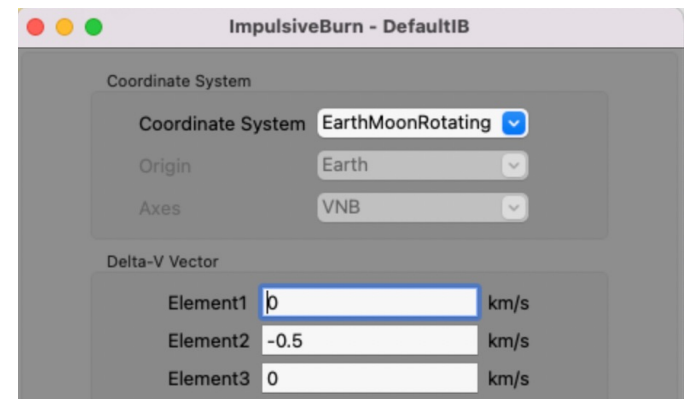 ImpulsiveBurn - DefaultIB
Coordinate System
Coordinate System EarthMoonRotating
Origin Earth
Axes VNB
Delta-V Vector
Element1 0 km/s
Element2 -0.5 km/s
Element3 0 km/s